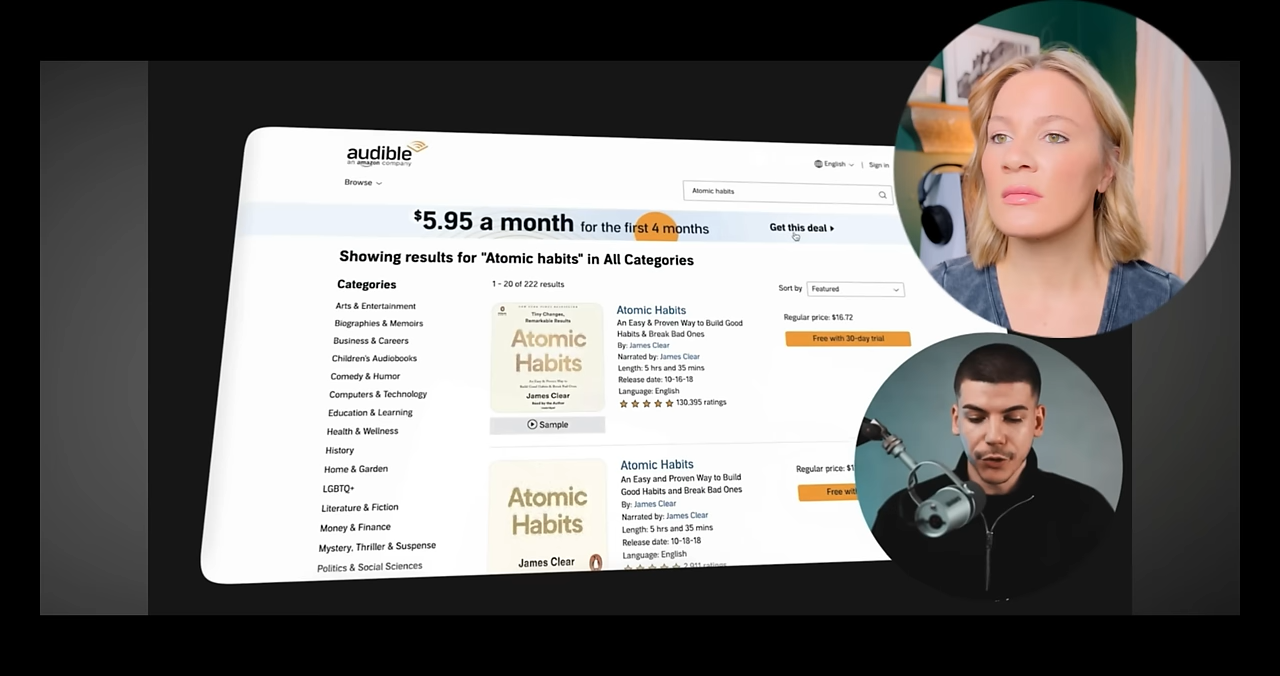 audible
an amazon company
English
Sign in
Browse
Atomic habits
$5.95 a month for the first 4 months
Get this deal
Showing results for "Atomic habits" in All Categories
Categories
1 - 20 of 222 results
Sort by Featured
Arts & Entertainment
Biographies & Memoirs
Business & Careers
Children's Audiobooks
Comedy & Humor
Computers & Technology
Education & Learning
Health & Wellness
History
Home & Garden
LGBTQ+
Literature & Fiction
Money & Finance
Mystery, Thriller & Suspense
Politics & Social Sciences
Tiny Changes,
Remarkable Results
Atomic
Habits
James Clear
Sample
Atomic Habits
An Easy & Proven Way to Build Good
Habits & Break Bad Ones
By: James Clear
Narrated by: James Clear
Length: 5 hrs and 35 mins
Release date: 10-16-18
Language: English
130,395 ratings
Regular price: $16.72
Free with 30-day trial
Atomic
Habits
James Clear
Atomic Habits
An Easy and Proven Way to Build
Good Habits and Break Bad Ones
By: James Clear
Narrated by: James Clear
Length: 5 hrs and 35 mins
Release date: 10-18-18
Language: English
2,911 ratings
Regular price: $1
Free